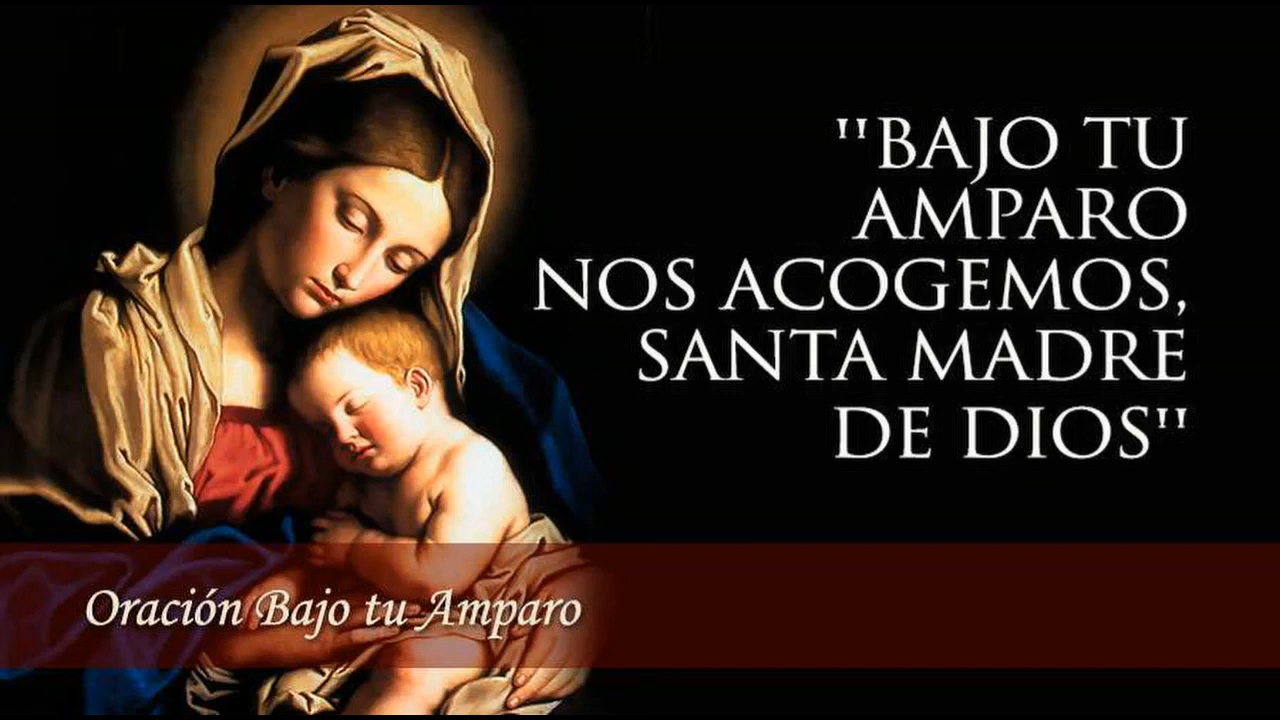 "BAJO TU
AMPARO
NOS ACOGEMOS,
SANTA MADRE
DE DIOS"
Oración Bajo tu Amparo